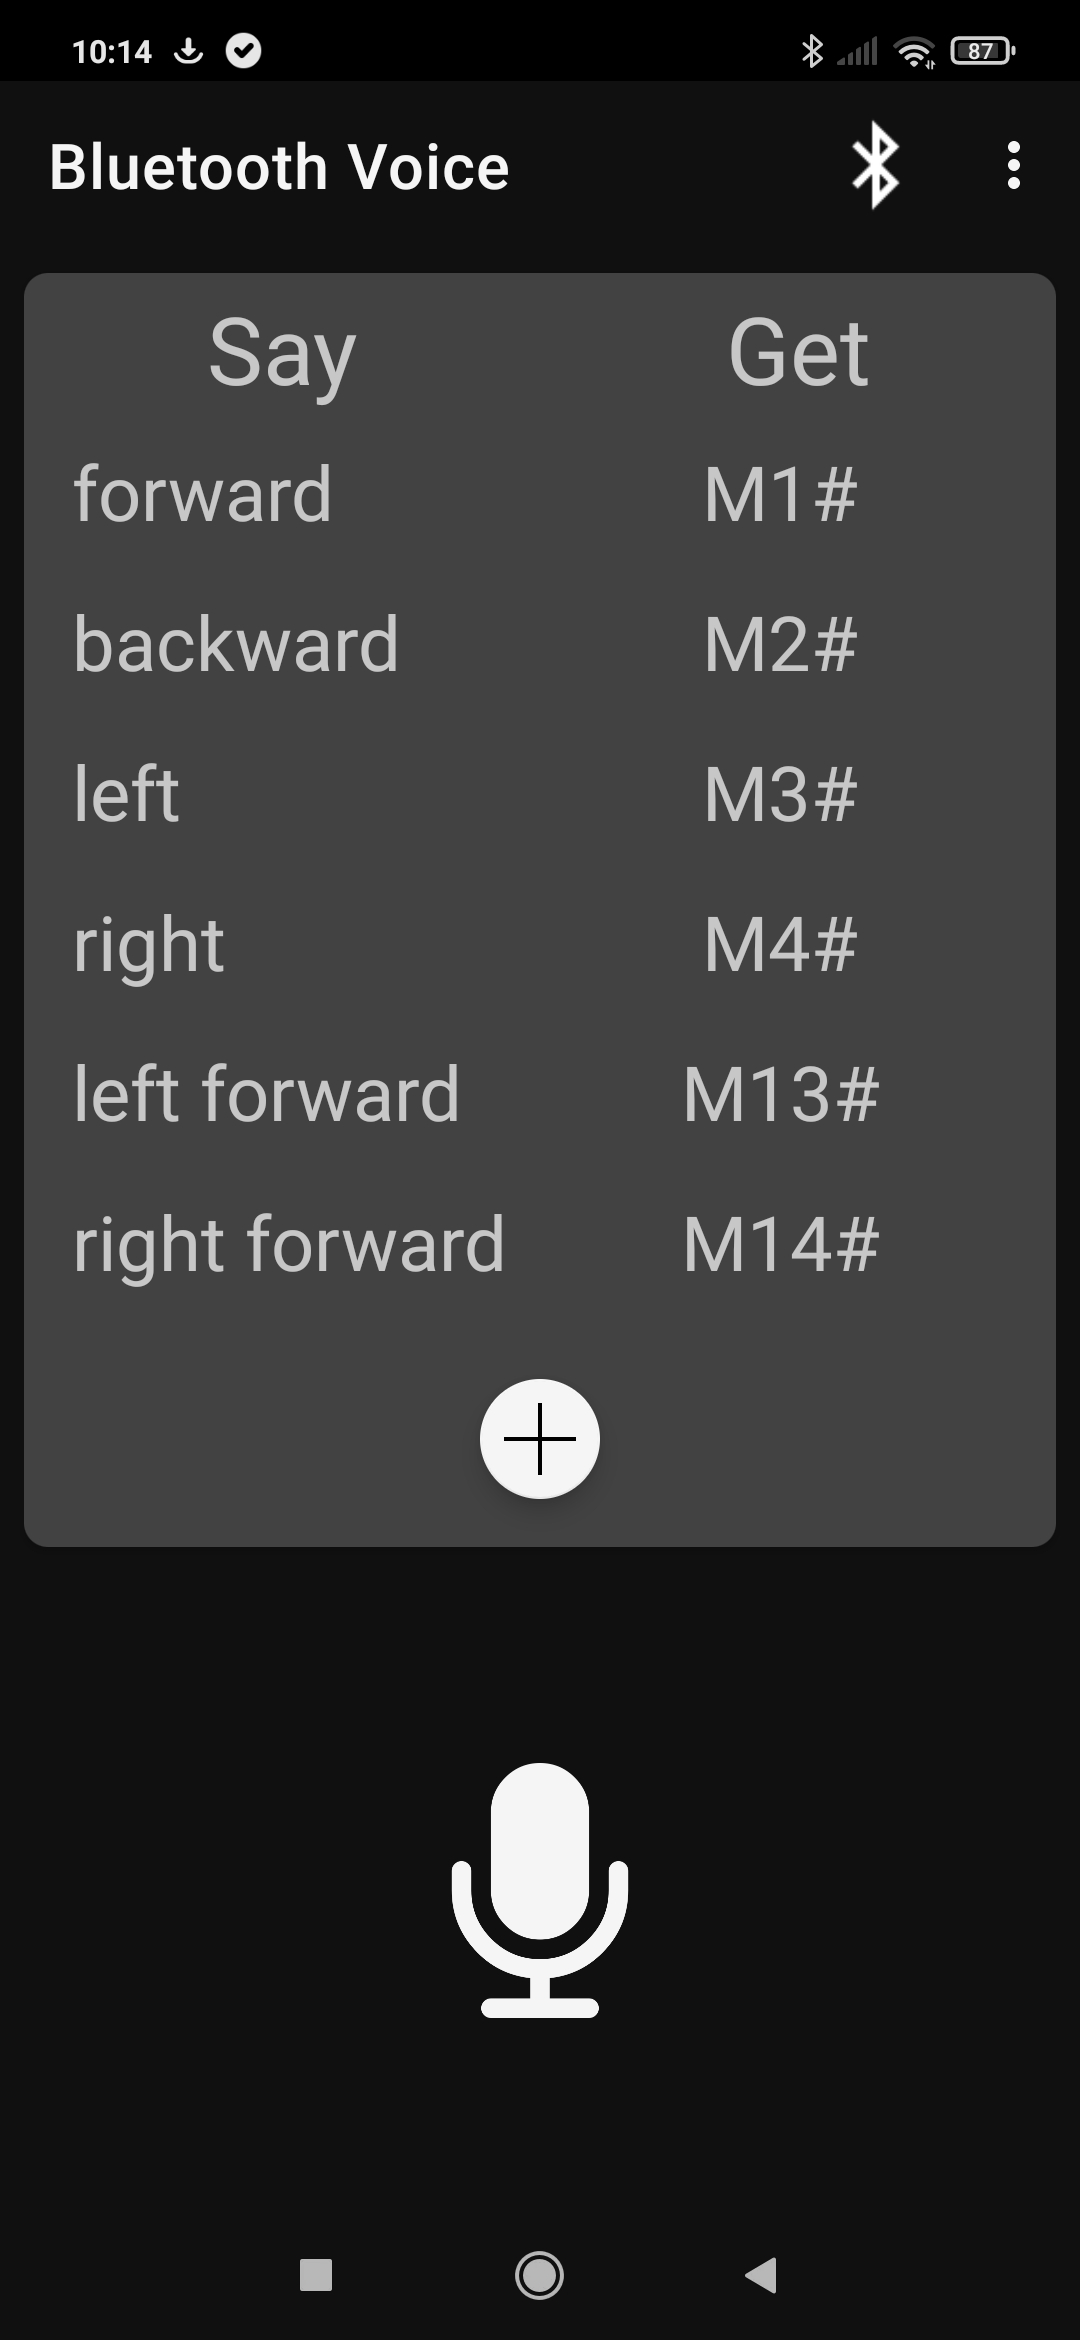 10:14 87
Bluetooth Voice
Say Get
forward M1#
backward M2#
left M3#
right M4#
left forward M13#
right forward M14#